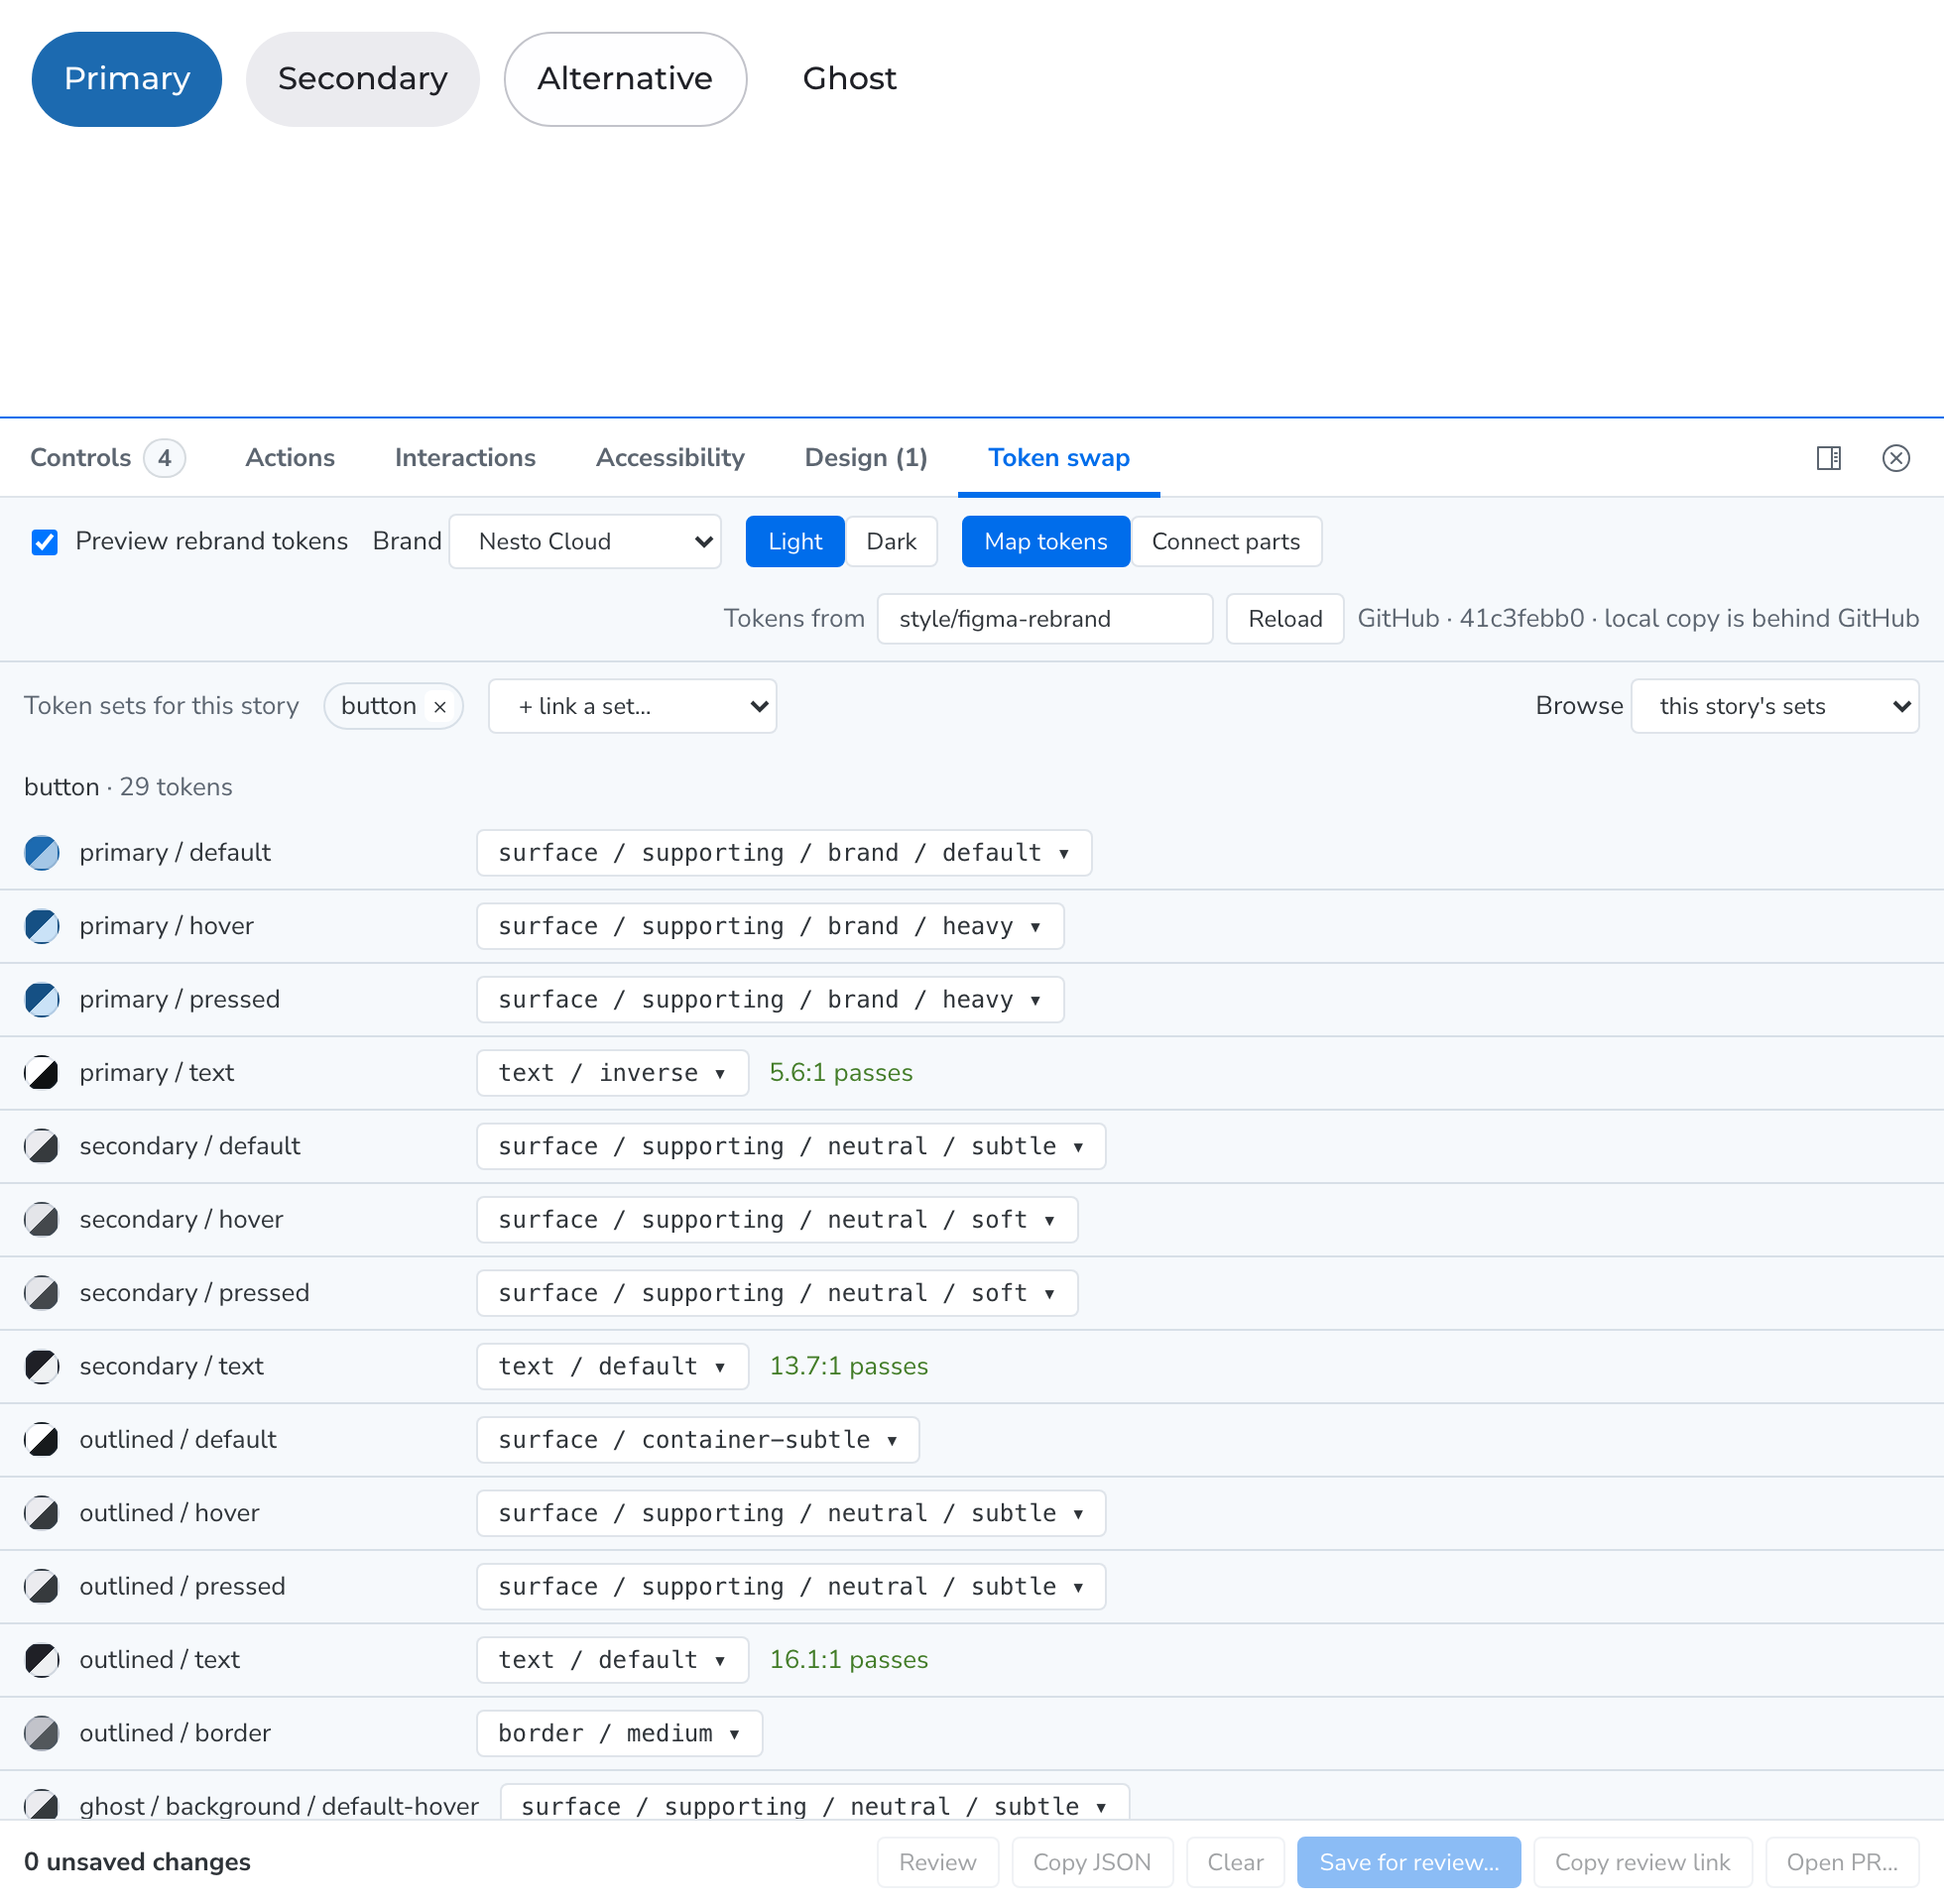 Primary Secondary Alternative Ghost
Controls 4 Actions Interactions Accessibility Design (1) Token swap
Preview rebrand tokens Brand Nesto Cloud Light Dark Map tokens Connect parts
Tokens from style/figma-rebrand Reload GitHub · 41c3febb0 · local copy is behind GitHub
Token sets for this story button × + link a set... Browse this story's sets
button · 29 tokens
primary / default surface / supporting / brand / default ▾
primary / hover surface / supporting / brand / heavy ▾
primary / pressed surface / supporting / brand / heavy ▾
primary / text text / inverse ▾ 5.6:1 passes
secondary / default surface / supporting / neutral / subtle ▾
secondary / hover surface / supporting / neutral / soft ▾
secondary / pressed surface / supporting / neutral / soft ▾
secondary / text text / default ▾ 13.7:1 passes
outlined / default surface / container-subtle ▾
outlined / hover surface / supporting / neutral / subtle ▾
outlined / pressed surface / supporting / neutral / subtle ▾
outlined / text text / default ▾ 16.1:1 passes
outlined / border border / medium ▾
ghost / background / default-hover surface / supporting / neutral / subtle ▾
0 unsaved changes Review Copy JSON Clear Save for review... Copy review link Open PR...